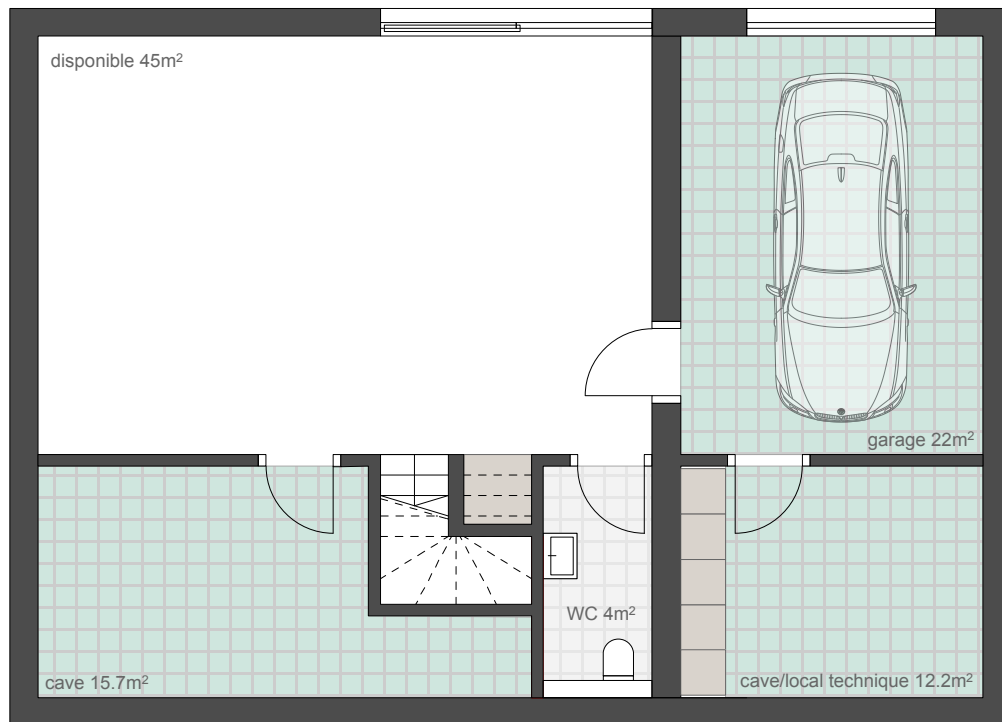 disponible 45m²
garage 22m²
WC 4m²
cave 15.7m²
cave/local technique 12.2m²